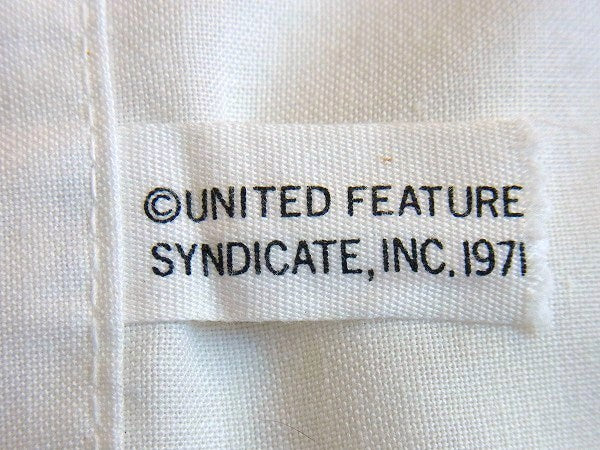 ©UNITED FEATURE
SYNDICATE, INC. 1971